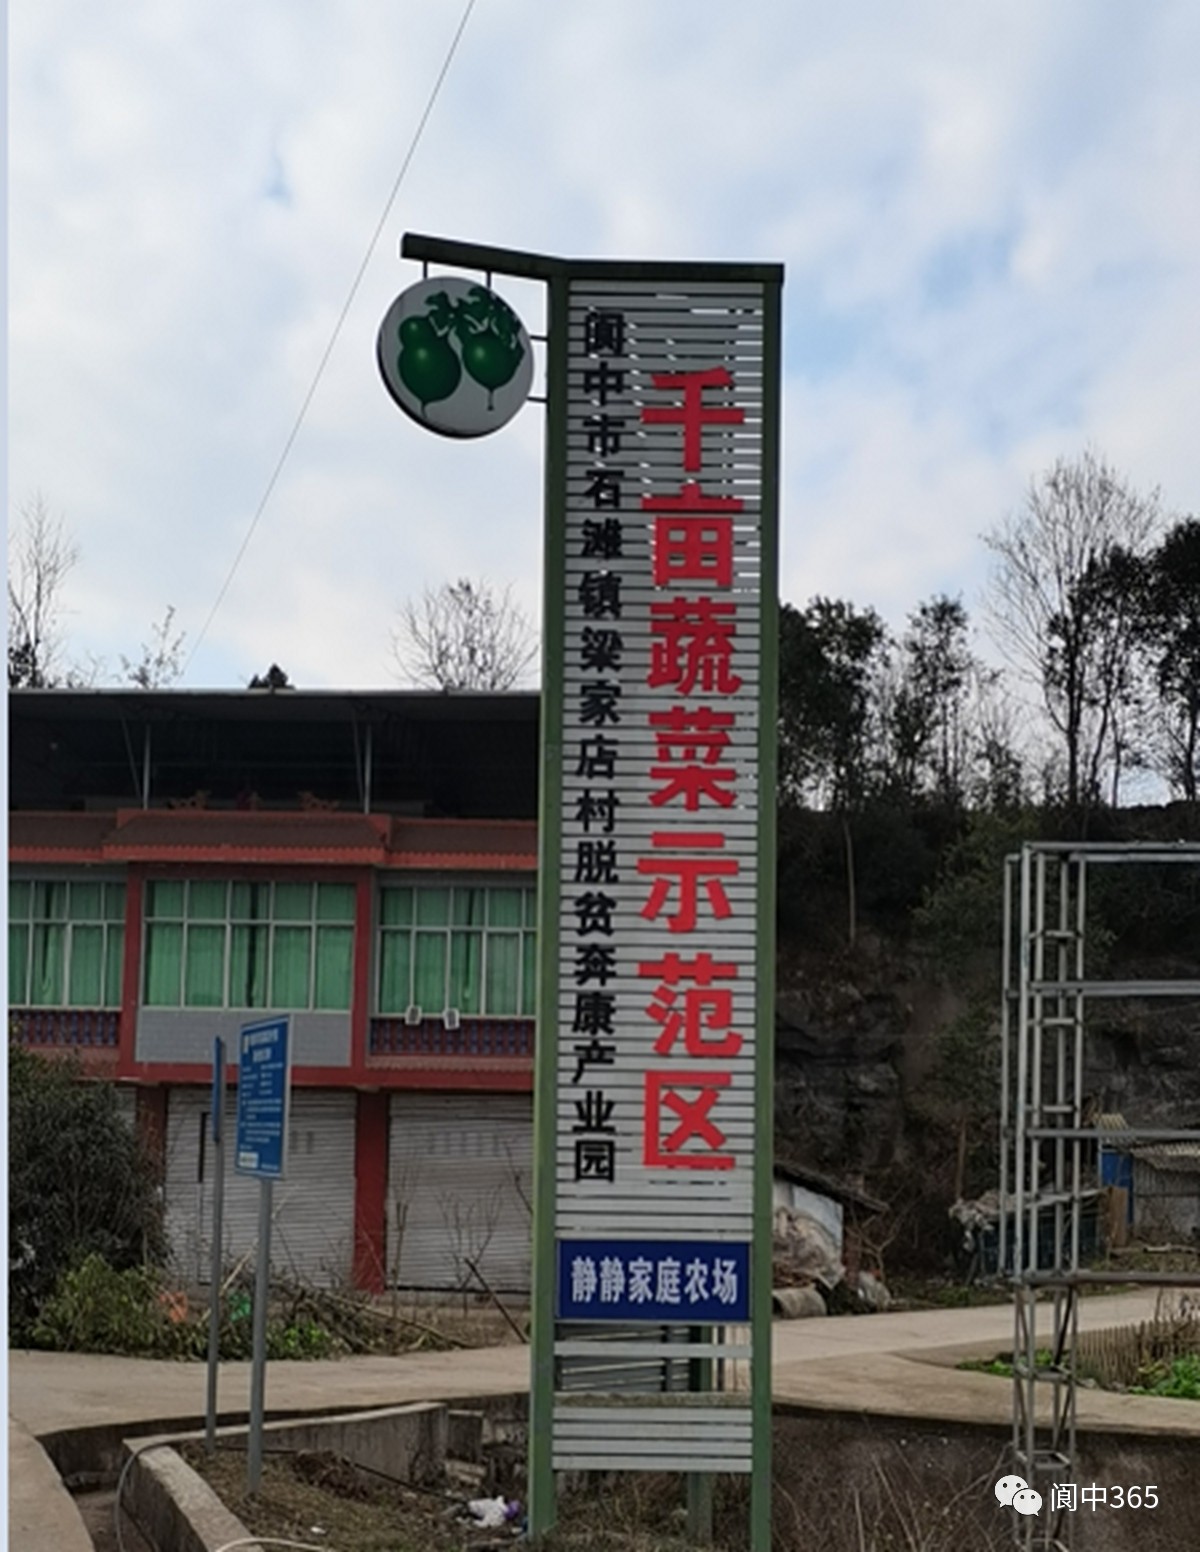 阆中市石滩镇梁家店村脱贫奔康产业园
千亩蔬菜示范区
静静家庭农场
阆中365